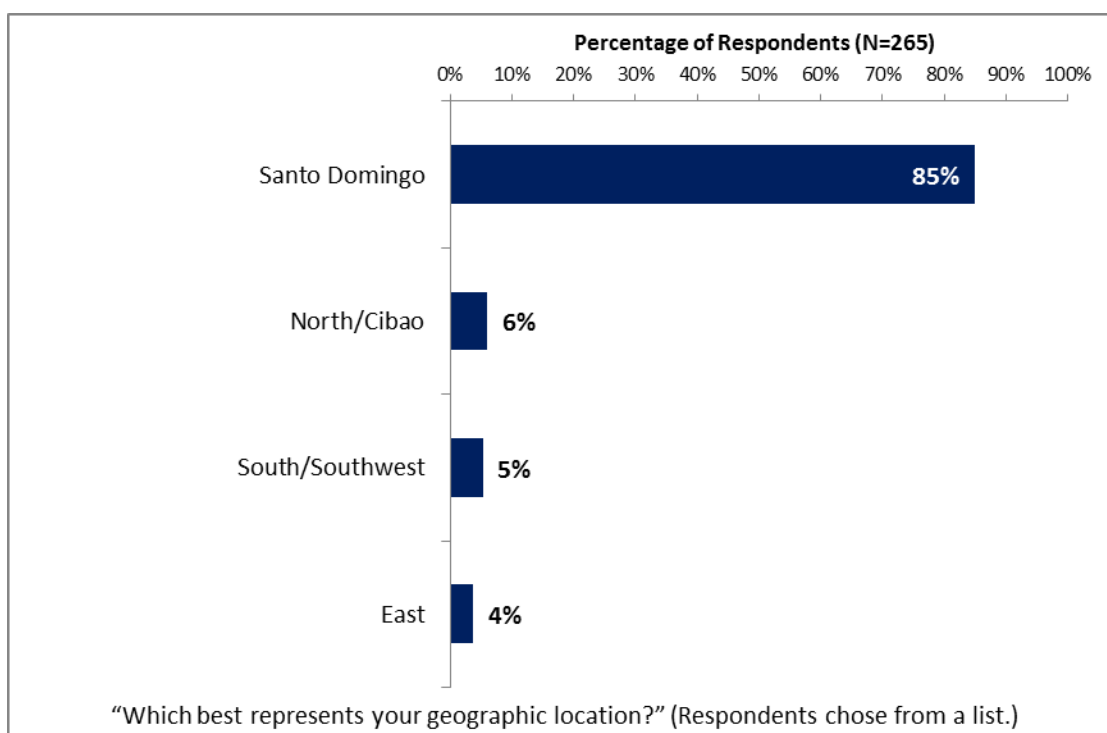 Percentage of Respondents (N=265)
0% 10% 20% 30% 40% 50% 60% 70% 80% 90% 100%
Santo Domingo 85%
North/Cibao 6%
South/Southwest 5%
East 4%
“Which best represents your geographic location?” (Respondents chose from a list.)